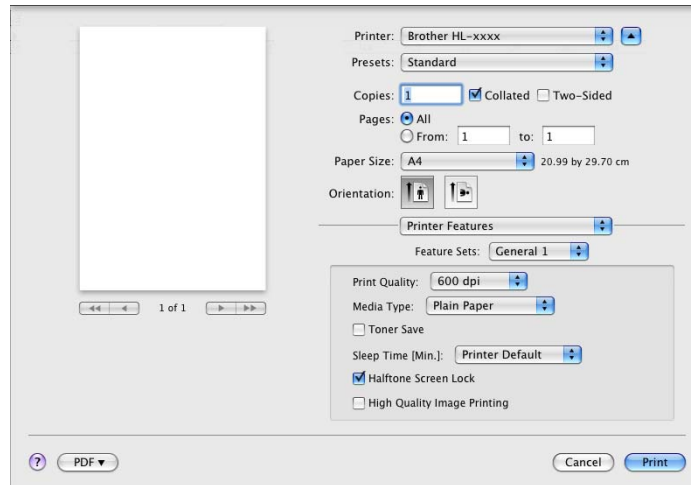 Printer: Brother HL-xxxx
Presets: Standard
Copies: 1 Collated Two-Sided
Pages: All
From: 1 to: 1
Paper Size: A4 20.99 by 29.70 cm
Orientation:
Printer Features
Feature Sets: General 1
Print Quality: 600 dpi
Media Type: Plain Paper
Toner Save
Sleep Time [Min.]: Printer Default
Halftone Screen Lock
High Quality Image Printing
1 of 1
? PDF▼ Cancel Print